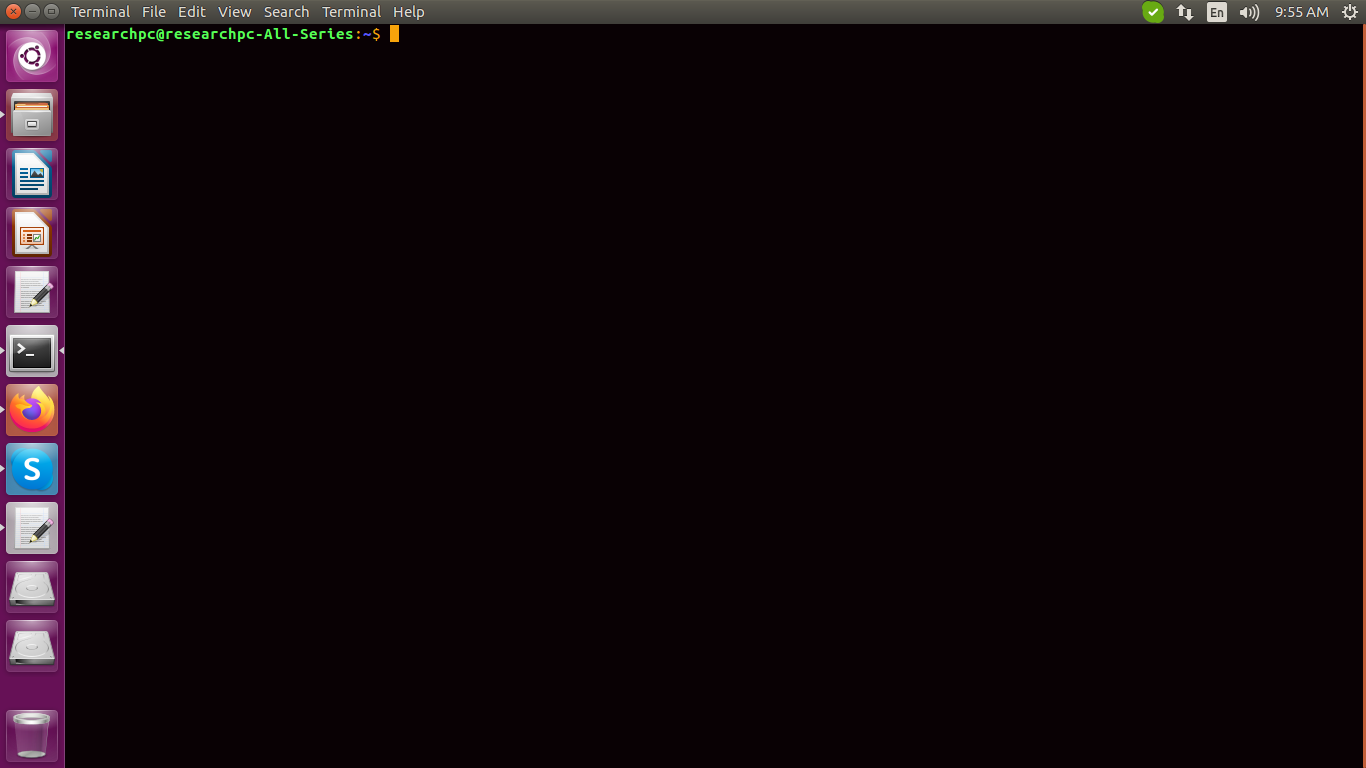 Terminal File Edit View Search Terminal Help En 9:55 AM
researchpc@researchpc-All-Series:~$
>_
S